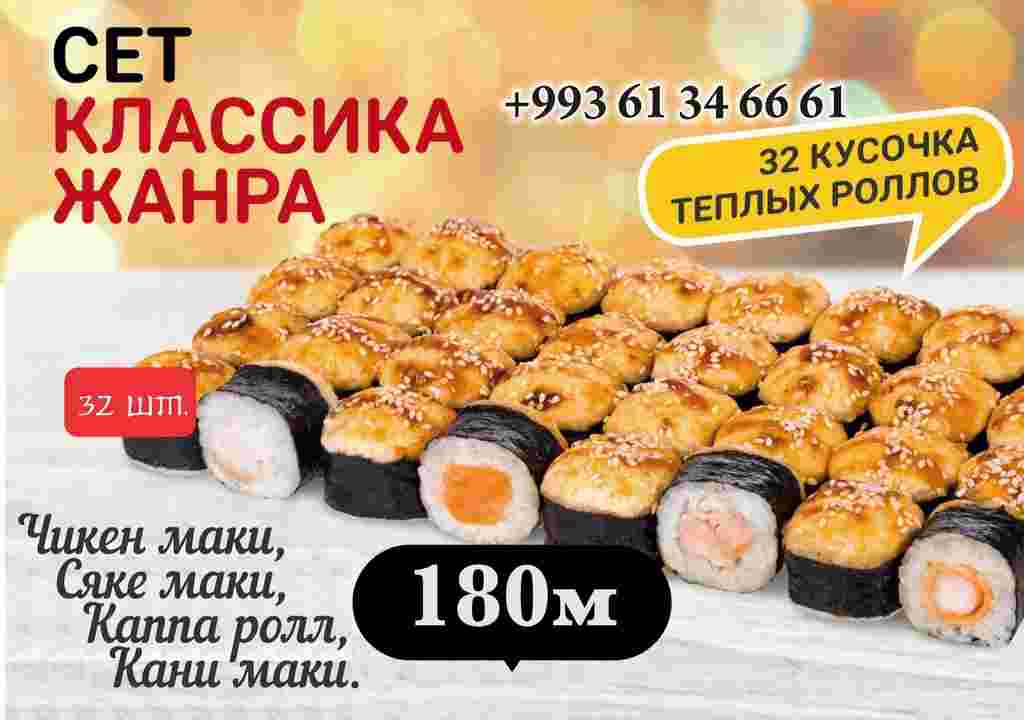 СЕТ
КЛАССИКА
ЖАНРА
+993 61 34 66 61
32 КУСОЧКА
ТЕПЛЫХ РОЛЛОВ
32 шт.
Чикен маки,
Сяке маки,
Каппа ролл,
Кани маки.
180м